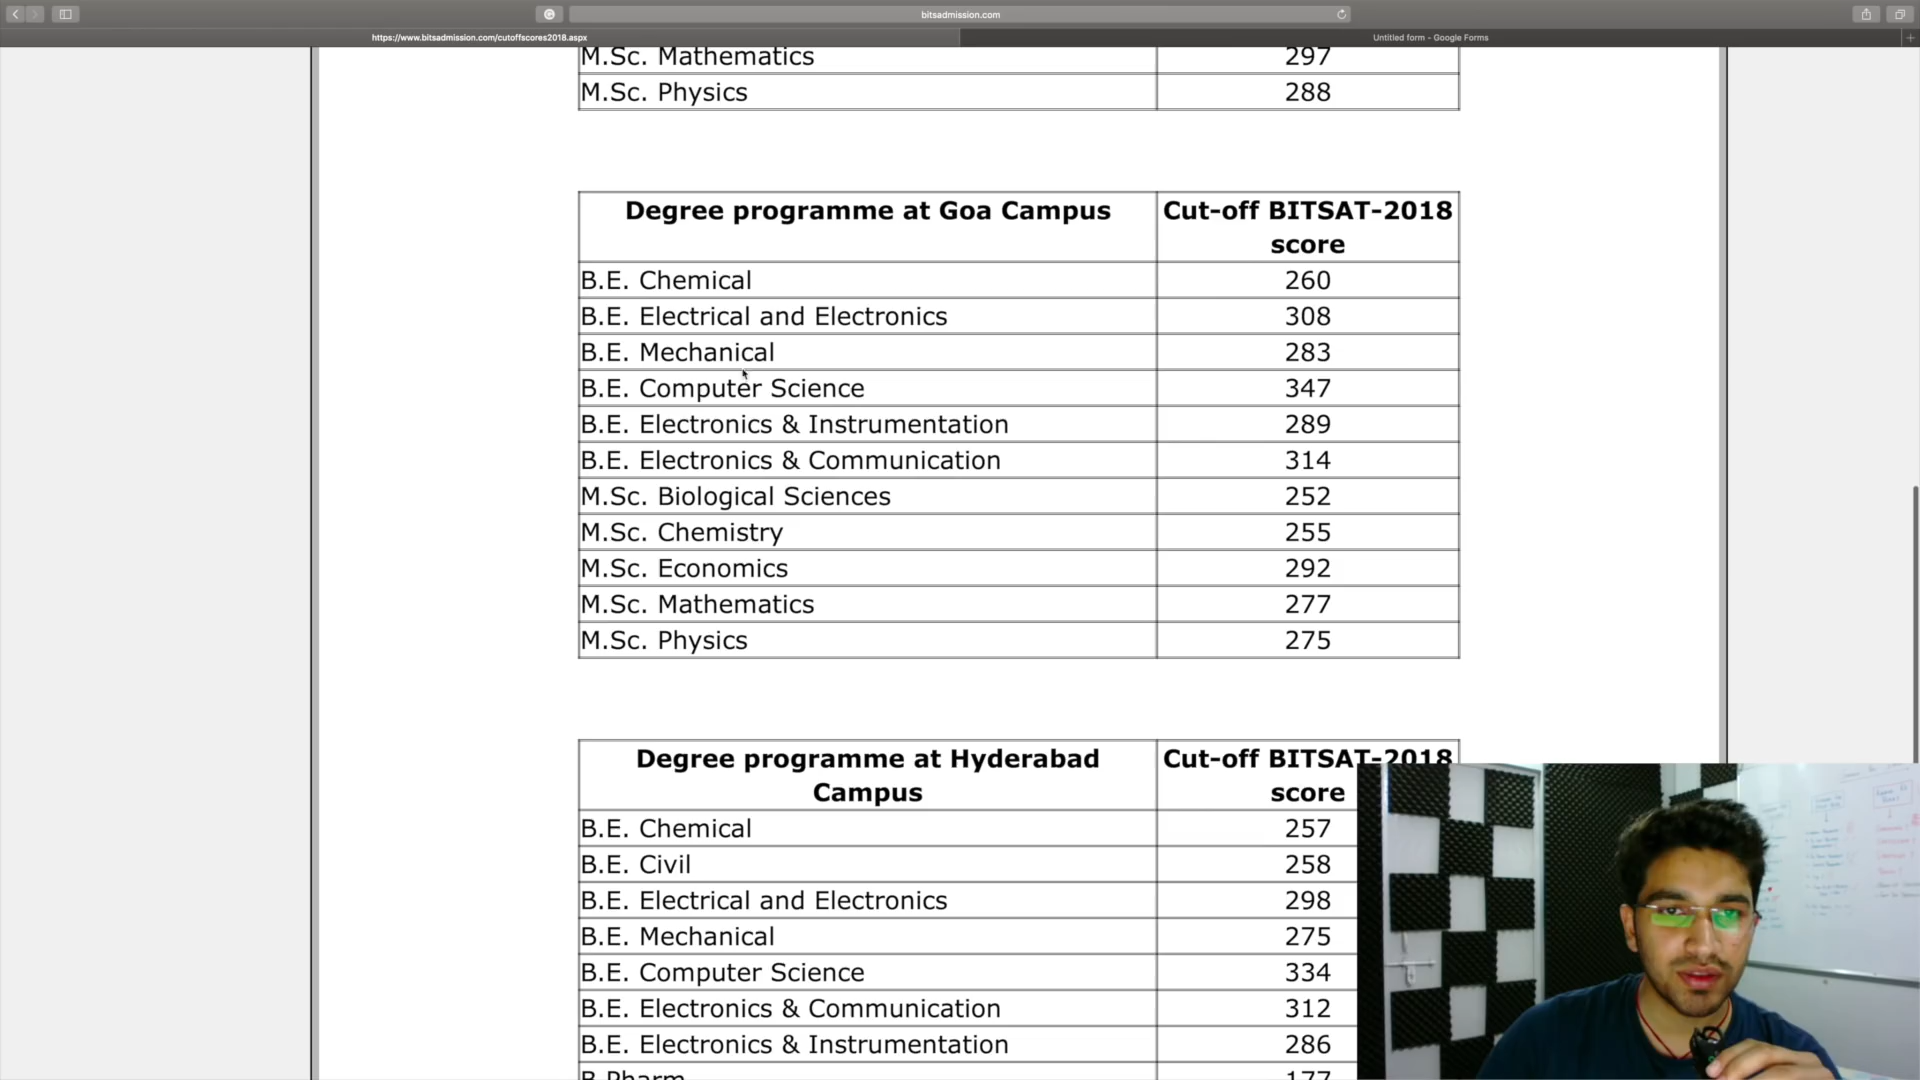 bitsadmission.com
https://www.bitsadmission.com/cutoffscores2018.aspx
Untitled form - Google Forms
M.Sc. Mathematics 297
M.Sc. Physics 288
Degree programme at Goa Campus Cut-off BITSAT-2018
score
B.E. Chemical 260
B.E. Electrical and Electronics 308
B.E. Mechanical 283
B.E. Computer Science 347
B.E. Electronics & Instrumentation 289
B.E. Electronics & Communication 314
M.Sc. Biological Sciences 252
M.Sc. Chemistry 255
M.Sc. Economics 292
M.Sc. Mathematics 277
M.Sc. Physics 275
Degree programme at Hyderabad Cut-off BITSAT-2018
Campus score
B.E. Chemical 257
B.E. Civil 258
B.E. Electrical and Electronics 298
B.E. Mechanical 275
B.E. Computer Science 334
B.E. Electronics & Communication 312
B.E. Electronics & Instrumentation 286
B.Pharm 177